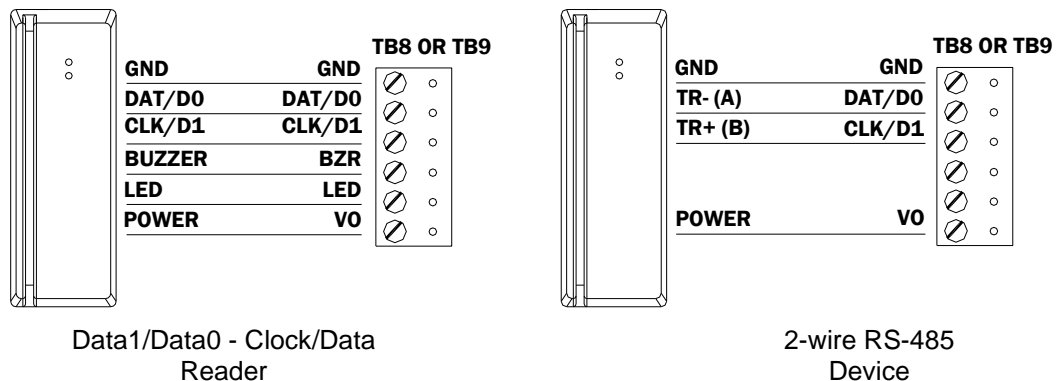 TB8 OR TB9
GND GND
DAT/D0 DAT/D0
CLK/D1 CLK/D1
BUZZER BZR
LED LED
POWER VO
Data1/Data0 - Clock/Data
Reader
TB8 OR TB9
GND GND
TR- (A) DAT/D0
TR+ (B) CLK/D1
POWER VO
2-wire RS-485
Device